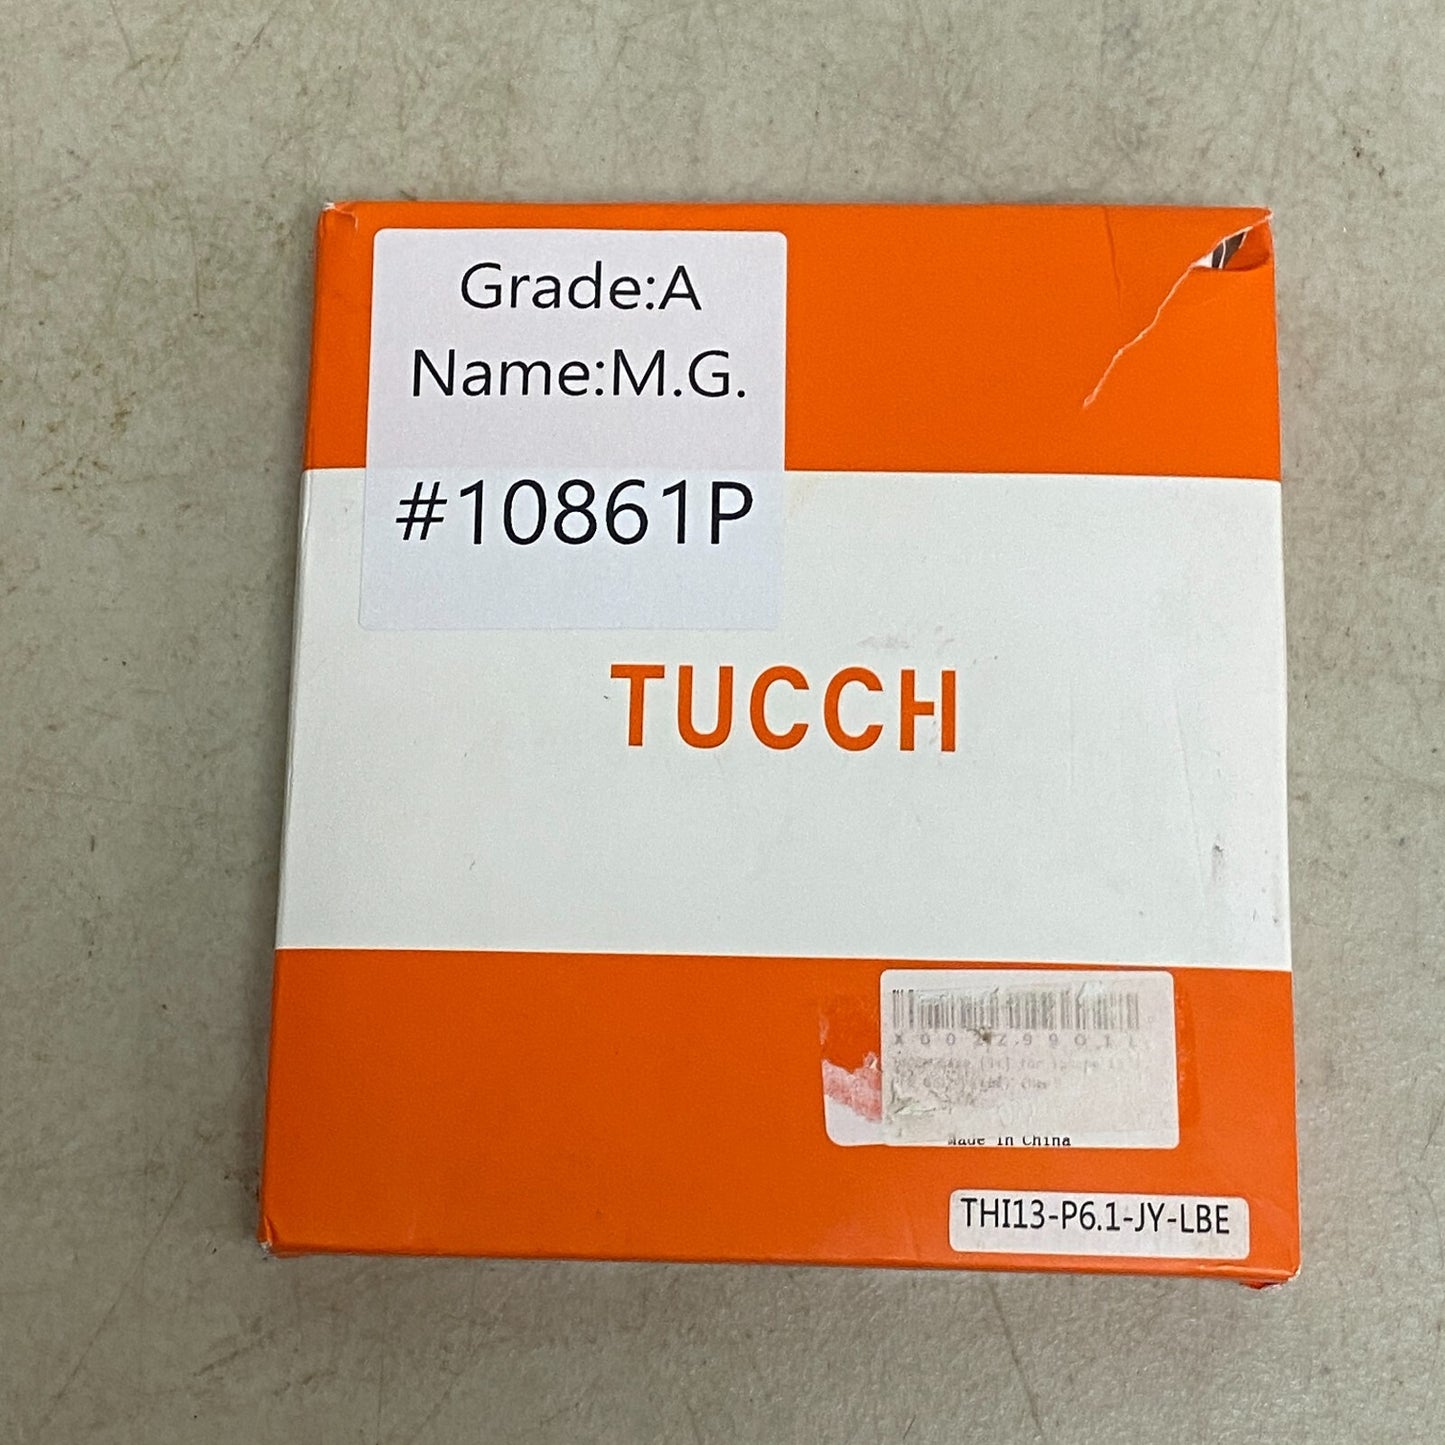 Grade:A
Name:M.G.
#10861P
TUCCH
Made in China
THI13-P6.1-JY-LBE